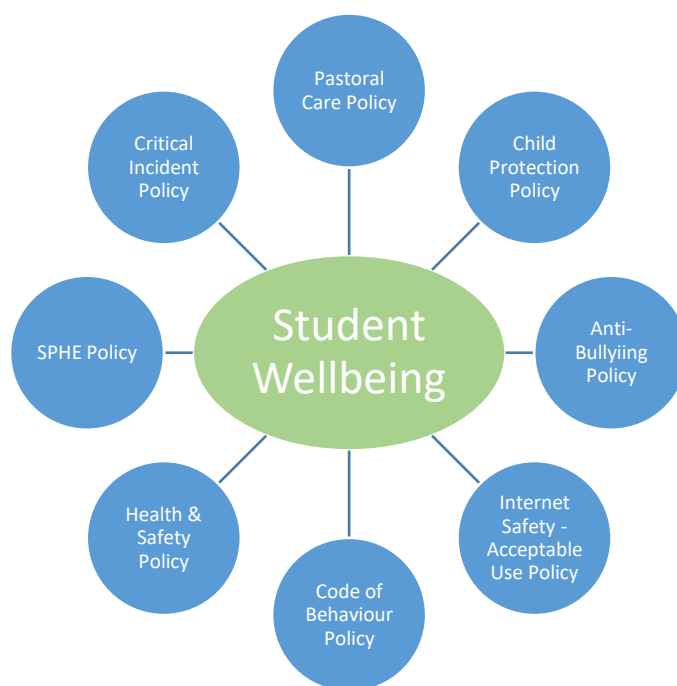 Pastoral
Care Policy
Child
Protection
Policy
Anti-
Bullyiing
Policy
Internet
Safety -
Acceptable
Use Policy
Code of
Behaviour
Policy
Health &
Safety
Policy
SPHE Policy
Critical
Incident
Policy
Student
Wellbeing